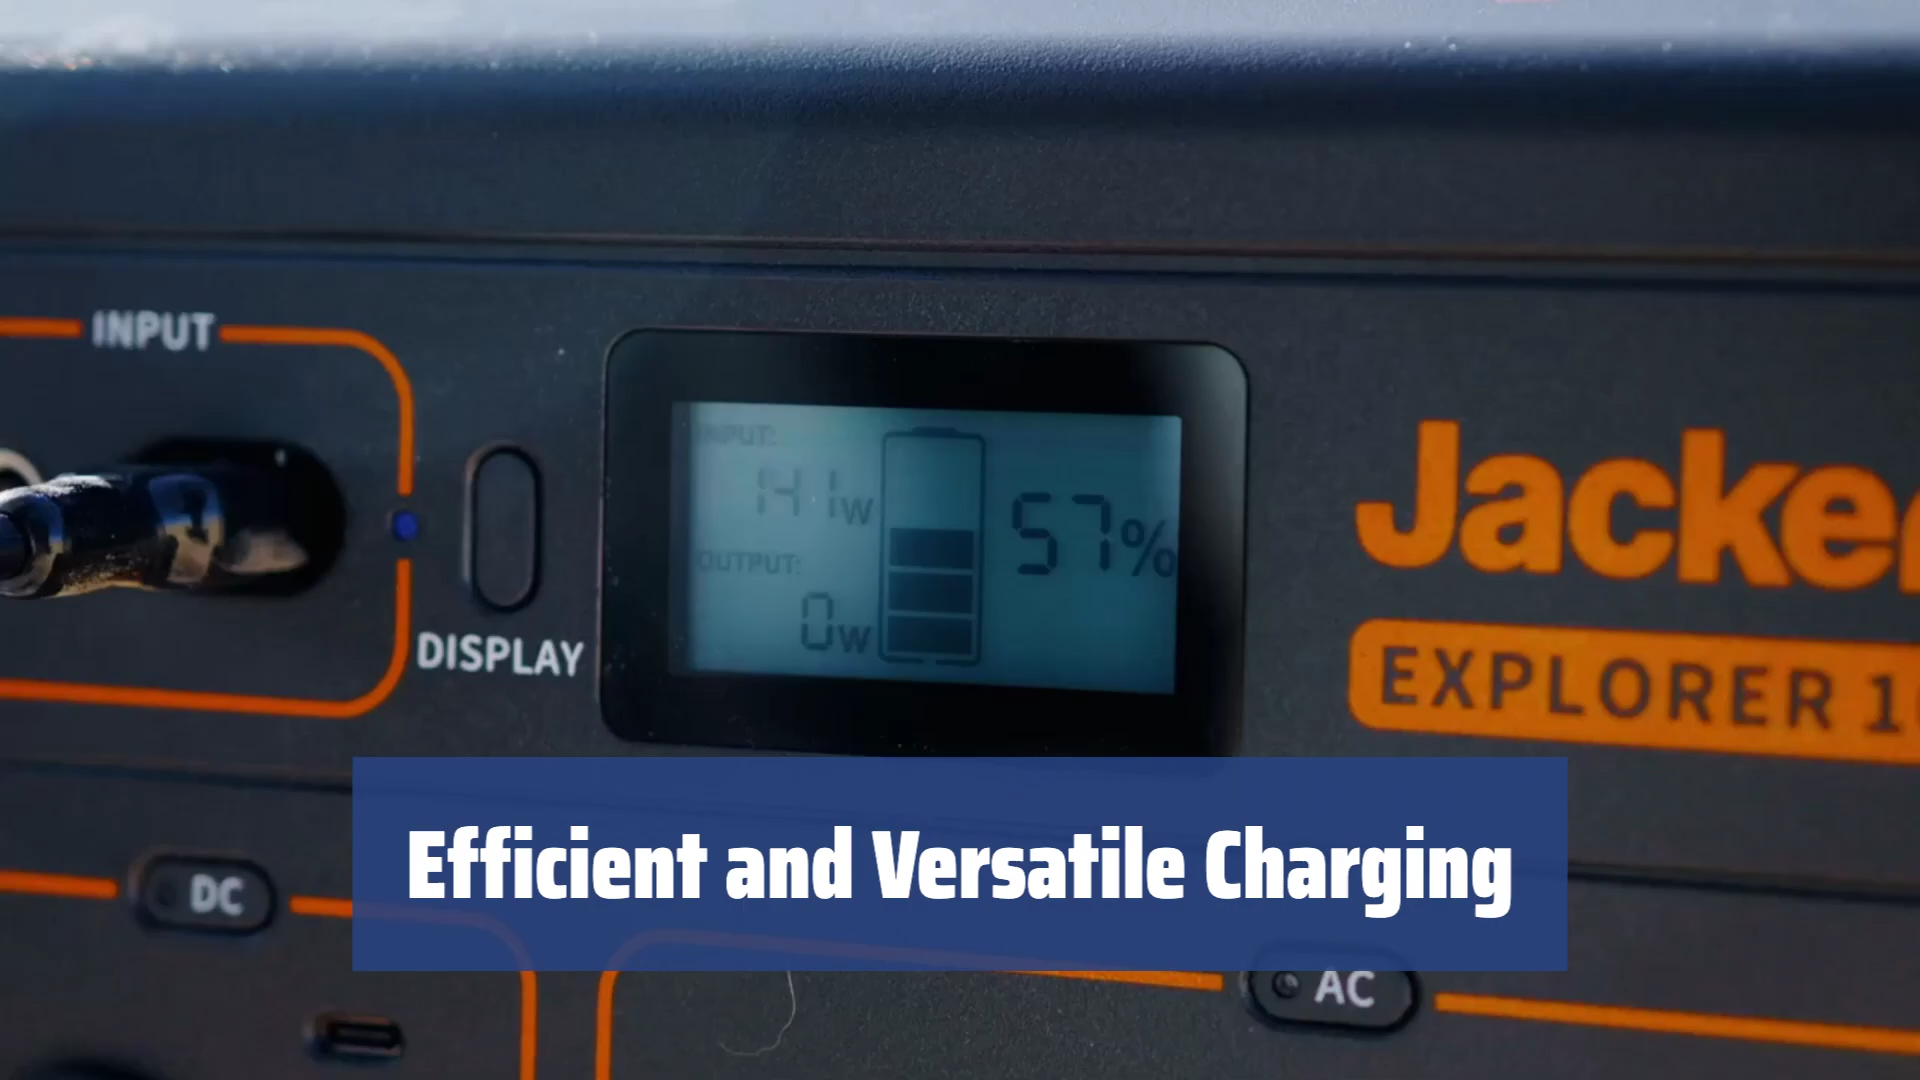 INPUT
INPUT:
141w
57%
OUTPUT:
0w
DISPLAY
Jacke
EXPLORER 1
Efficient and Versatile Charging
DC
AC